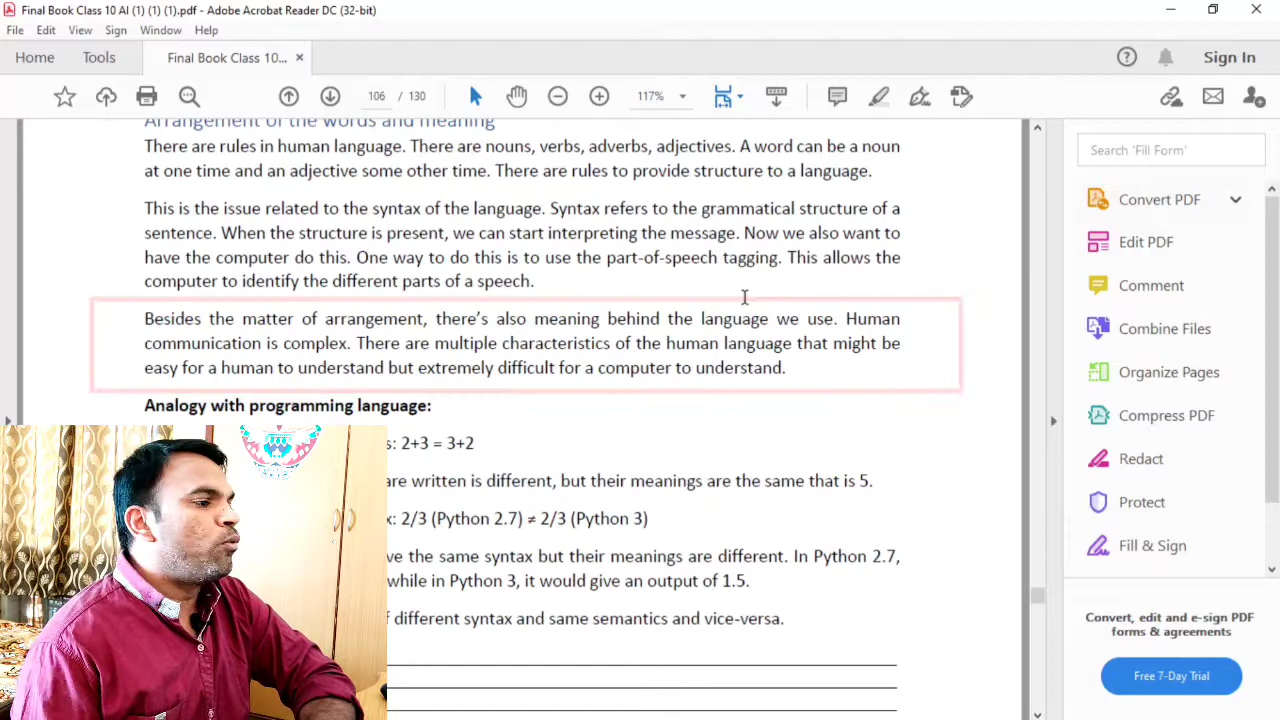 Final Book Class 10 AI (1) (1) (1).pdf - Adobe Acrobat Reader DC (32-bit)
File Edit View Sign Window Help
Home Tools Final Book Class 10... Sign In
106 / 130 117%
Arrangement of the words and meaning
There are rules in human language. There are nouns, verbs, adverbs, adjectives. A word can be a noun
at one time and an adjective some other time. There are rules to provide structure to a language.
This is the issue related to the syntax of the language. Syntax refers to the grammatical structure of a
sentence. When the structure is present, we can start interpreting the message. Now we also want to
have the computer do this. One way to do this is to use the part-of-speech tagging. This allows the
computer to identify the different parts of a speech.
Besides the matter of arrangement, there's also meaning behind the language we use. Human
communication is complex. There are multiple characteristics of the human language that might be
easy for a human to understand but extremely difficult for a computer to understand.
Analogy with programming language:
s: 2+3 = 3+2
are written is different, but their meanings are the same that is 5.
x: 2/3 (Python 2.7) ≠ 2/3 (Python 3)
ve the same syntax but their meanings are different. In Python 2.7,
while in Python 3, it would give an output of 1.5.
f different syntax and same semantics and vice-versa.
Search 'Fill Form'
Convert PDF
Edit PDF
Comment
Combine Files
Organize Pages
Compress PDF
Redact
Protect
Fill & Sign
Convert, edit and e-sign PDF
forms & agreements
Free 7-Day Trial